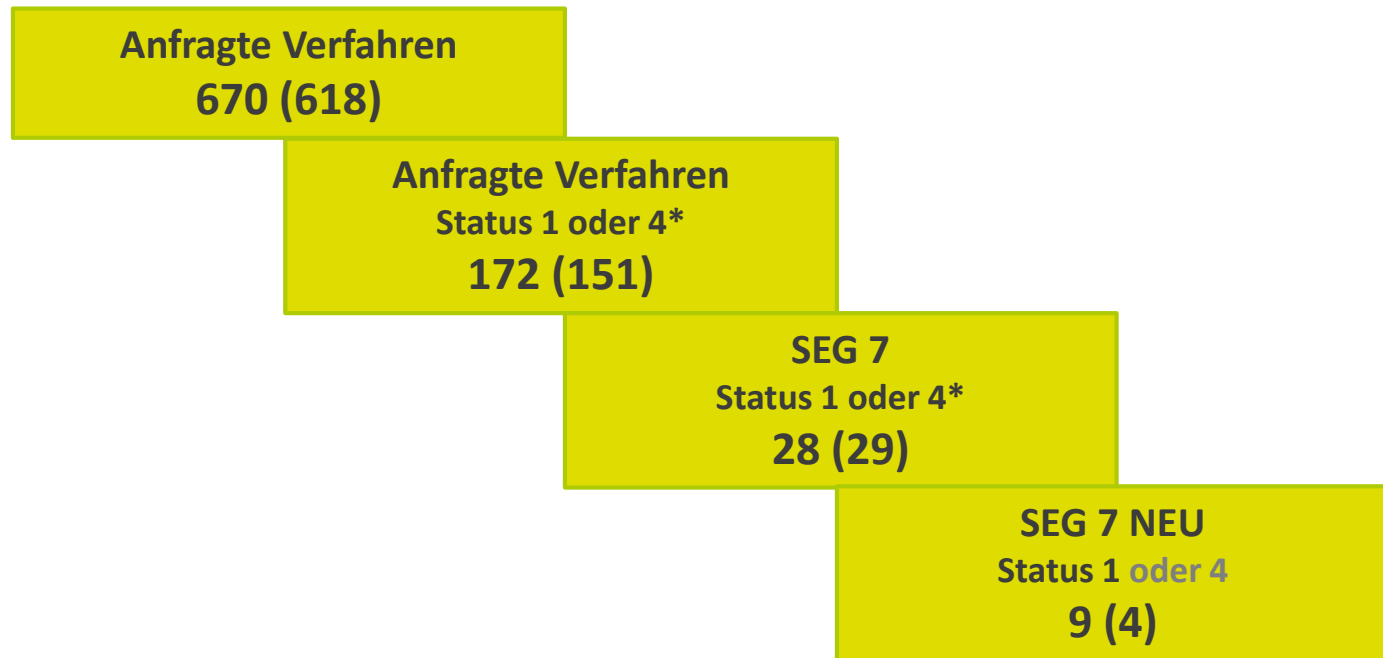 Anfragte Verfahren
670 (618)
Anfragte Verfahren
Status 1 oder 4*
172 (151)
SEG 7
Status 1 oder 4*
28 (29)
SEG 7 NEU
Status 1 oder 4
9 (4)